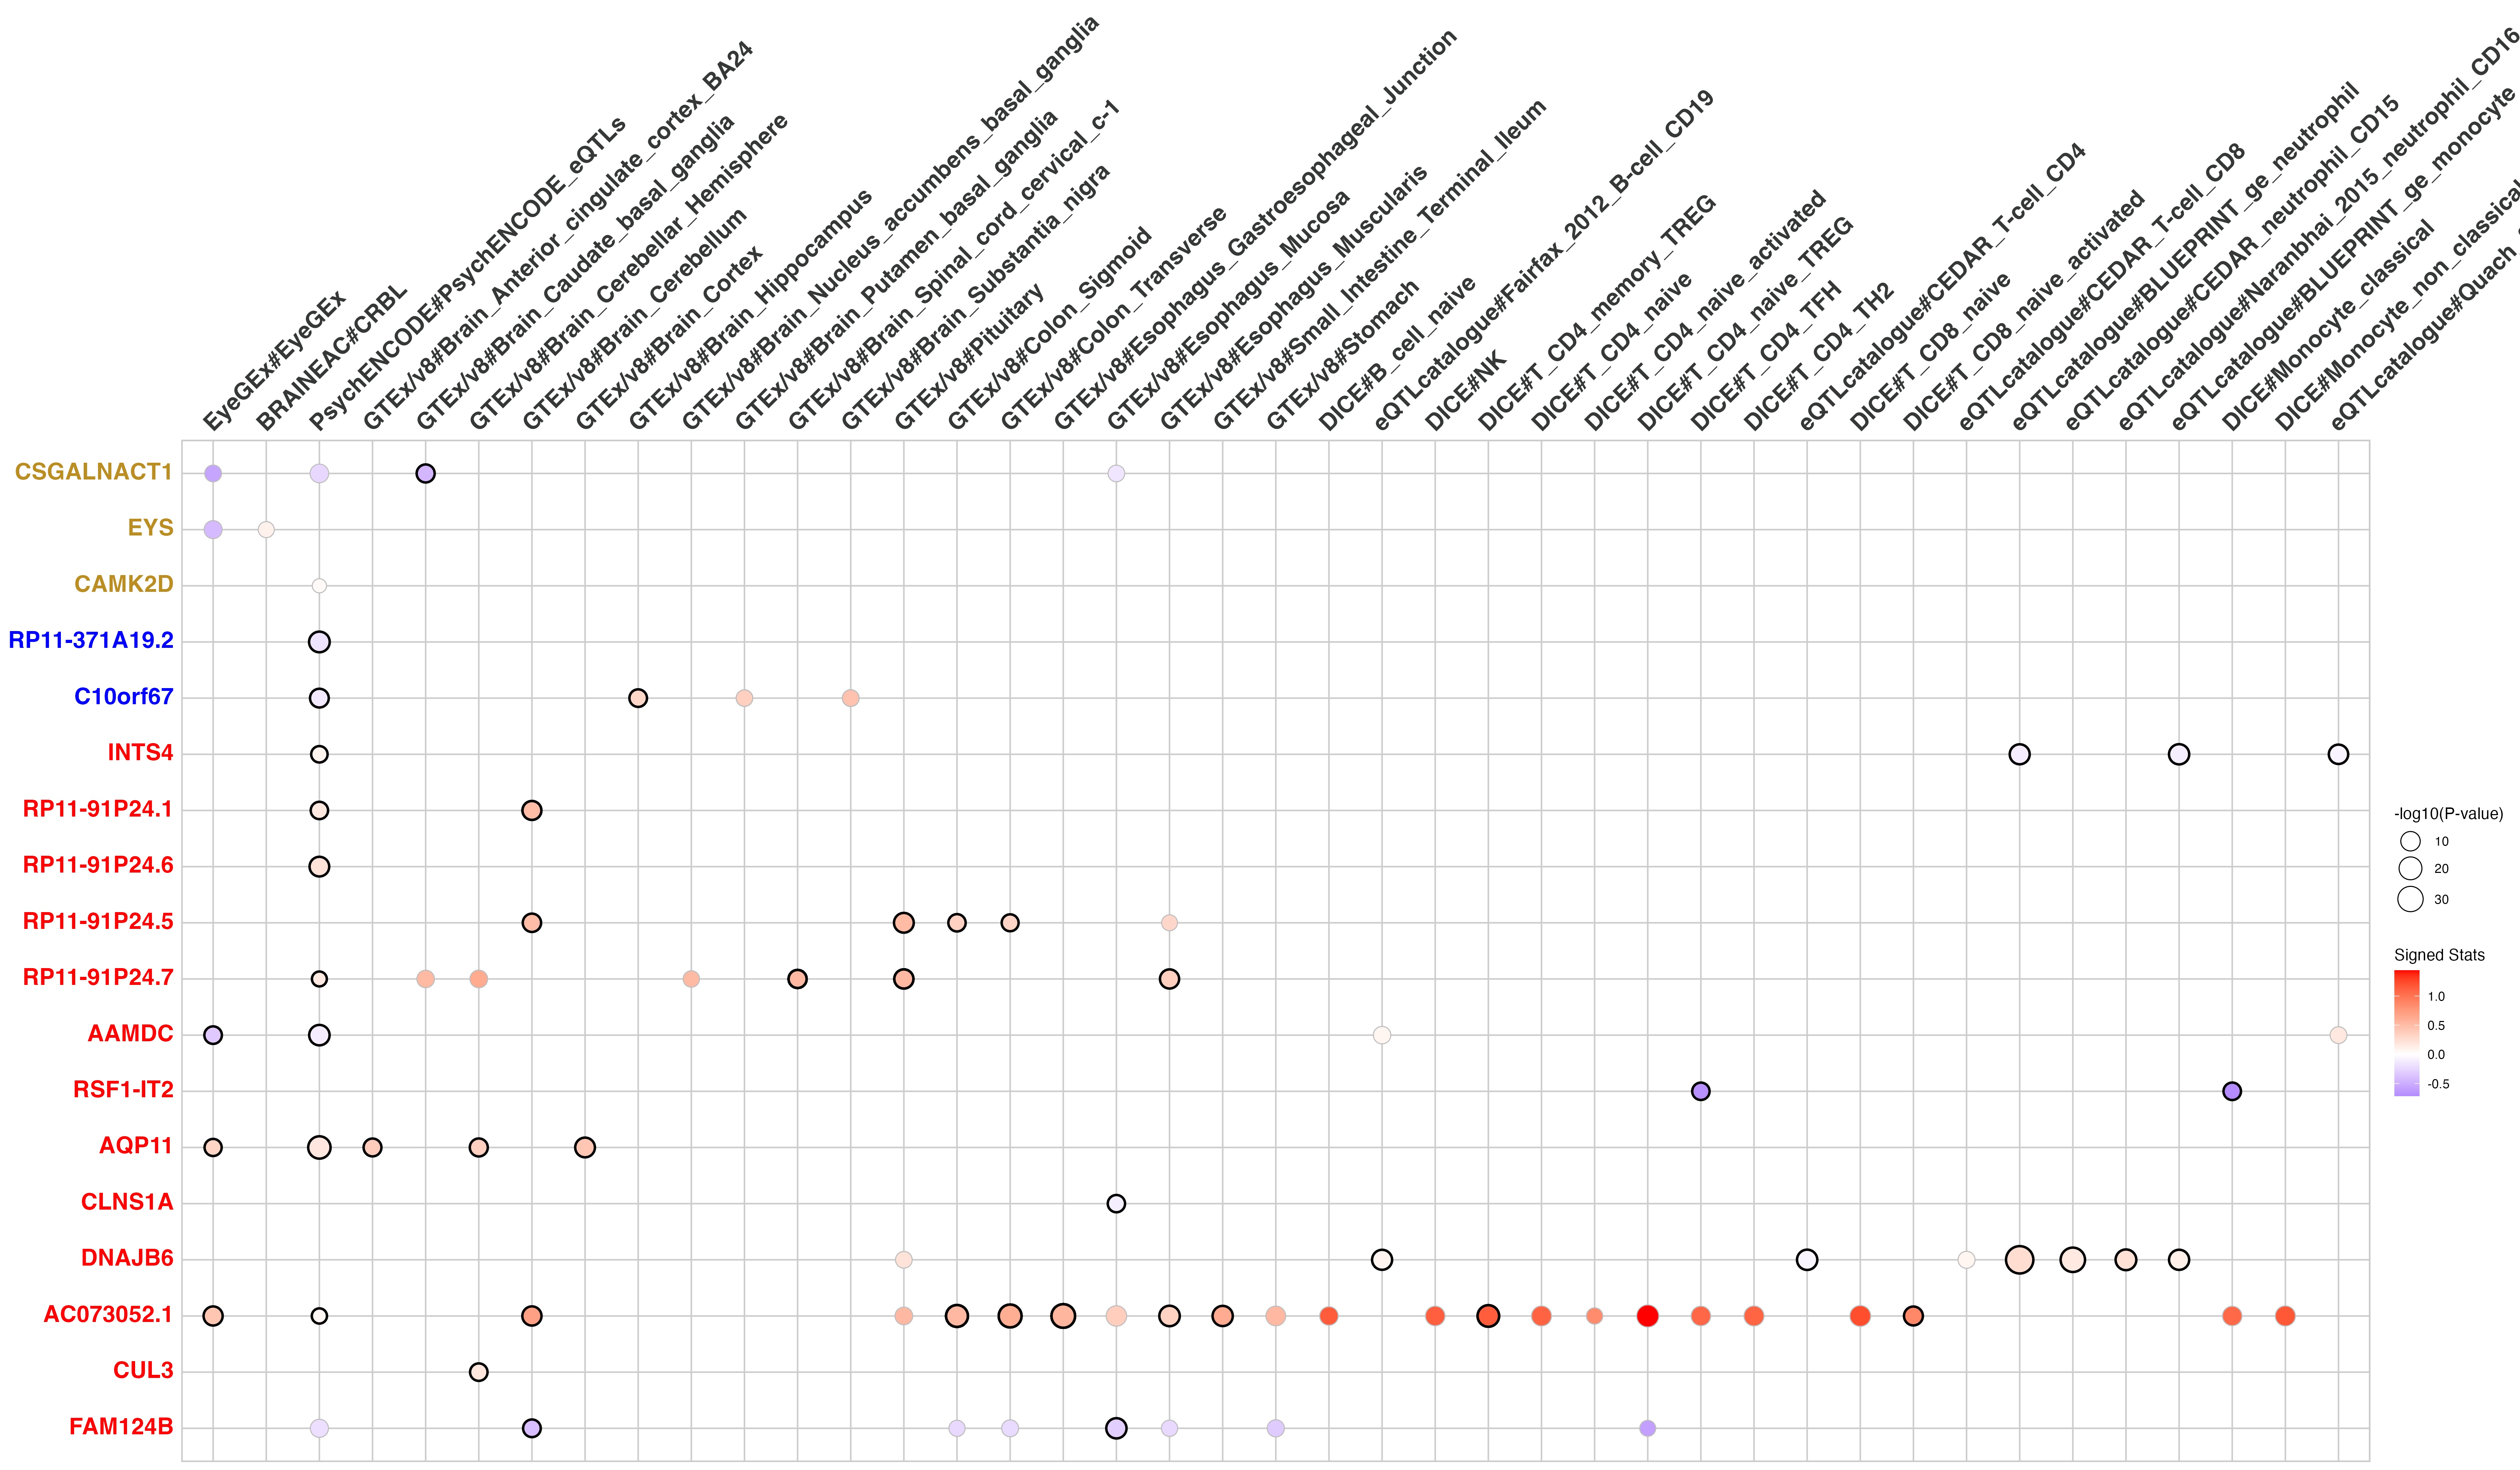 EyeGEx#EyeGEx
BRAINEAC#CRBL
PsychENCODE#PsychENCODE_eQTLs
GTEx/v8#Brain_Anterior_cingulate_cortex_BA24
GTEx/v8#Brain_Caudate_basal_ganglia
GTEx/v8#Brain_Cerebellar_Hemisphere
GTEx/v8#Brain_Cerebellum
GTEx/v8#Brain_Cortex
GTEx/v8#Brain_Hippocampus
GTEx/v8#Brain_Nucleus_accumbens_basal_ganglia
GTEx/v8#Brain_Putamen_basal_ganglia
GTEx/v8#Brain_Spinal_cord_cervical_c-1
GTEx/v8#Brain_Substantia_nigra
GTEx/v8#Pituitary
GTEx/v8#Colon_Sigmoid
GTEx/v8#Colon_Transverse
GTEx/v8#Esophagus_Gastroesophageal_Junction
GTEx/v8#Esophagus_Mucosa
GTEx/v8#Esophagus_Muscularis
GTEx/v8#Small_Intestine_Terminal_Ileum
GTEx/v8#Stomach
DICE#B_cell_naive
eQTLcatalogue#Fairfax_2012_B-cell_CD19
DICE#NK
DICE#T_CD4_memory_TREG
DICE#T_CD4_naive
DICE#T_CD4_naive_activated
DICE#T_CD4_naive_TREG
DICE#T_CD4_TFH
DICE#T_CD4_TH2
eQTLcatalogue#CEDAR_T-cell_CD4
DICE#T_CD8_naive
DICE#T_CD8_naive_activated
eQTLcatalogue#CEDAR_T-cell_CD8
eQTLcatalogue#BLUEPRINT_ge_neutrophil
eQTLcatalogue#CEDAR_neutrophil_CD15
eQTLcatalogue#Naranbhai_2015_neutrophil_CD16
eQTLcatalogue#BLUEPRINT_ge_monocyte
DICE#Monocyte_classical
DICE#Monocyte_non_classical
eQTLcatalogue#Quach_
CSGALNACT1
EYS
CAMK2D
RP11-371A19.2
C10orf67
INTS4
RP11-91P24.1
RP11-91P24.6
RP11-91P24.5
RP11-91P24.7
AAMDC
RSF1-IT2
AQP11
CLNS1A
DNAJB6
AC073052.1
CUL3
FAM124B
-log10(P-value)
10
20
30
Signed Stats
1.0
0.5
0.0
-0.5